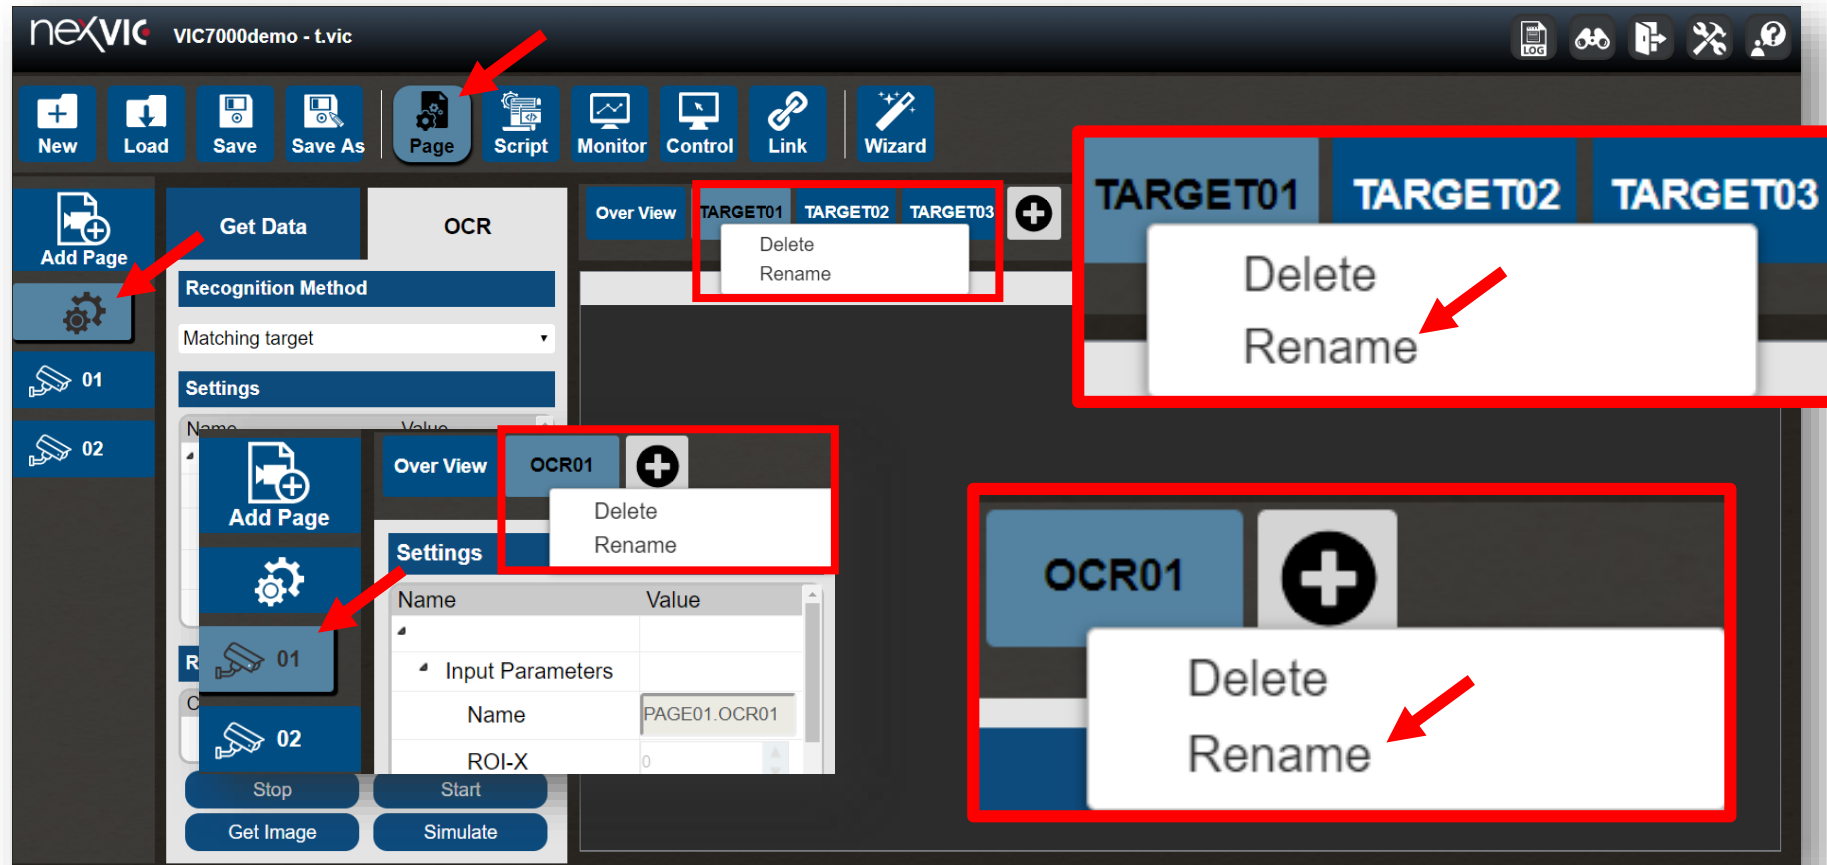 nexVIC VIC7000demo - t.vic
LOG
New Load Save Save As Page Script Monitor Control Link Wizard
Add Page
01
02
Get Data OCR
Recognition Method
Matching target
Settings
Name Value
Over View TARGET01 TARGET02 TARGET03
Delete
Rename
TARGET01 TARGET02 TARGET03
Delete
Rename
Add Page
01
02
Over View OCR01
Delete
Rename
Settings
Name Value
Input Parameters
Name PAGE01.OCR01
ROI-X 0
OCR01
Delete
Rename
R
C
Stop Start
Get Image Simulate